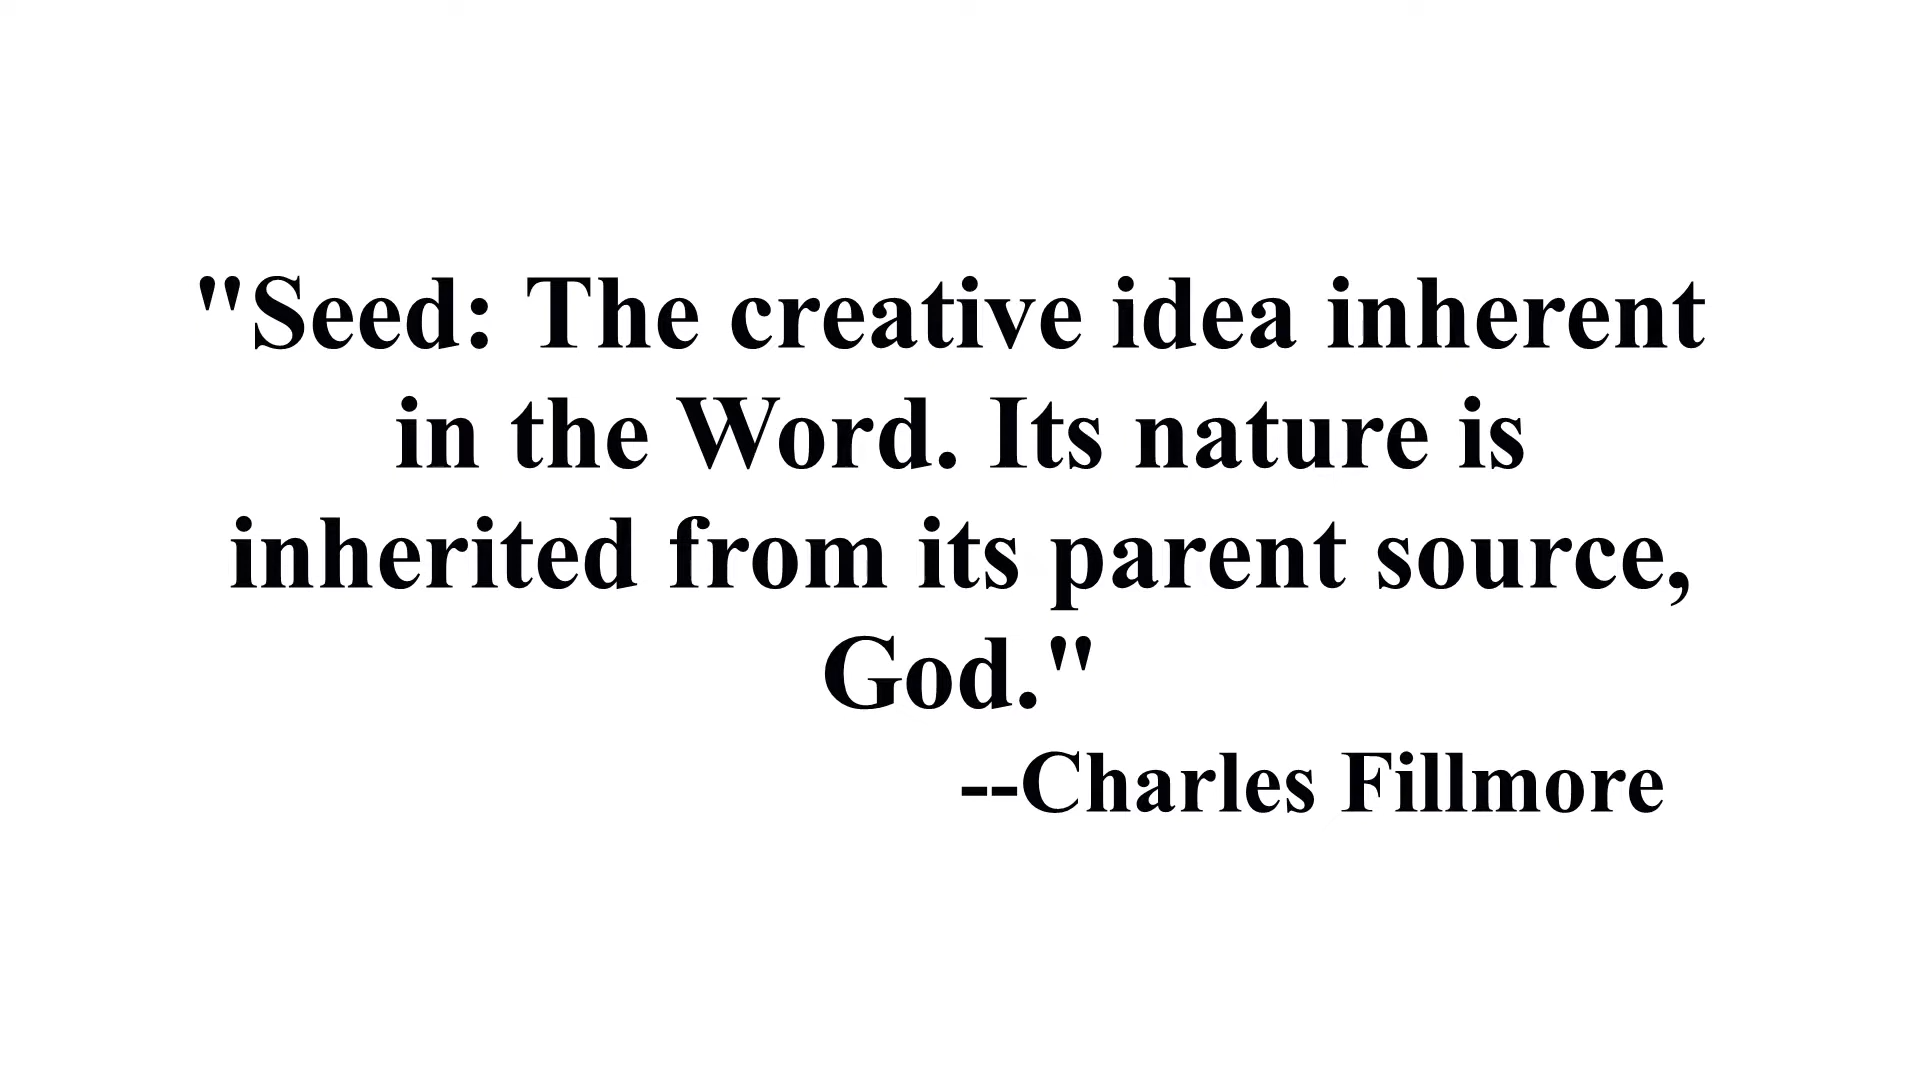 "Seed: The creative idea inherent
in the Word. Its nature is
inherited from its parent source,
God."
--Charles Fillmore